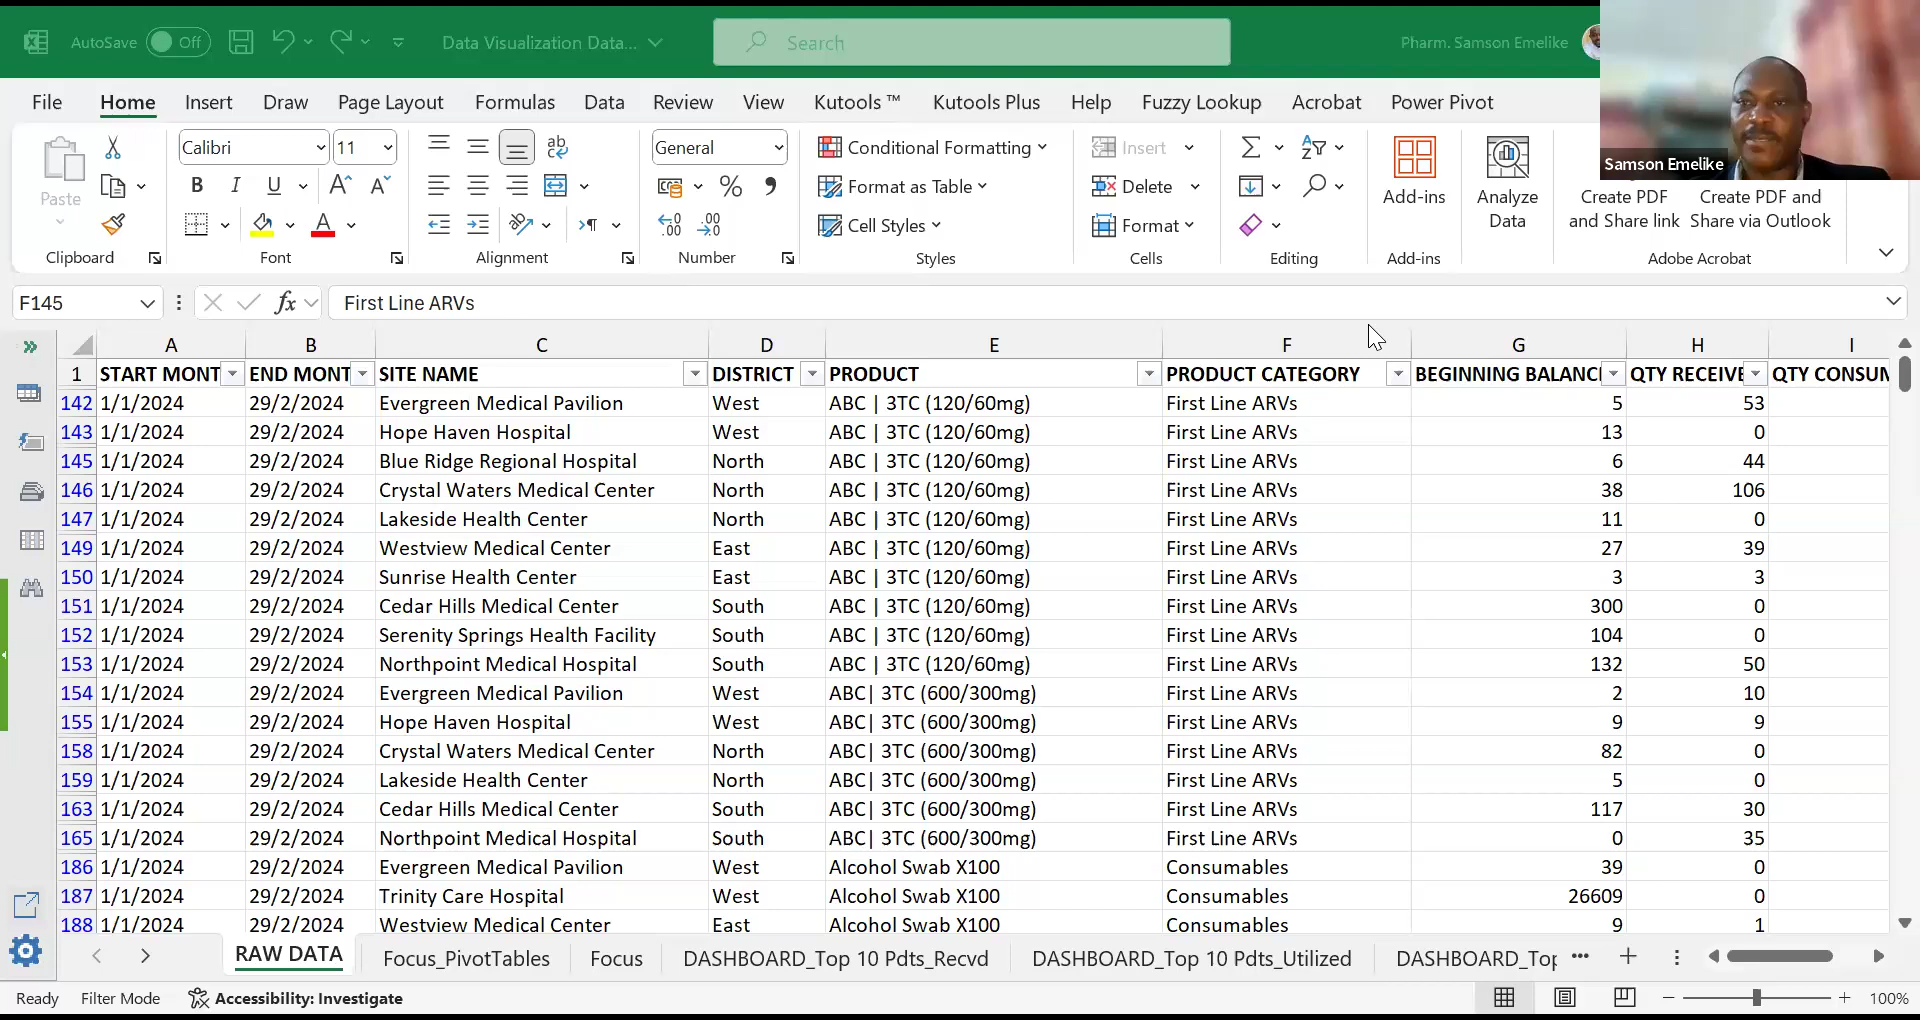 AutoSave Off Data Visualization Data... Search Pharm. Samson Emelike
File Home Insert Draw Page Layout Formulas Data Review View Kutools ™ Kutools Plus Help Fuzzy Lookup Acrobat Power Pivot
Samson Emelike
Paste
Calibri 11
B I U A A
A
ab
General
% 9
.00
Conditional Formatting
Format as Table
Cell Styles
Insert
Delete
Format
Add-ins
Analyze Data
Create PDF and Share link
Create PDF and Share via Outlook
Clipboard Font Alignment Number Styles Cells Editing Add-ins Adobe Acrobat
F145 fx First Line ARVs
A B C D E F G H I
1 START MONT END MONT SITE NAME DISTRICT PRODUCT PRODUCT CATEGORY BEGINNING BALANC QTY RECEIVE QTY CONSUM
142 1/1/2024 29/2/2024 Evergreen Medical Pavilion West ABC | 3TC (120/60mg) First Line ARVs 5 53
143 1/1/2024 29/2/2024 Hope Haven Hospital West ABC | 3TC (120/60mg) First Line ARVs 13 0
145 1/1/2024 29/2/2024 Blue Ridge Regional Hospital North ABC | 3TC (120/60mg) First Line ARVs 6 44
146 1/1/2024 29/2/2024 Crystal Waters Medical Center North ABC | 3TC (120/60mg) First Line ARVs 38 106
147 1/1/2024 29/2/2024 Lakeside Health Center North ABC | 3TC (120/60mg) First Line ARVs 11 0
149 1/1/2024 29/2/2024 Westview Medical Center East ABC | 3TC (120/60mg) First Line ARVs 27 39
150 1/1/2024 29/2/2024 Sunrise Health Center East ABC | 3TC (120/60mg) First Line ARVs 3 3
151 1/1/2024 29/2/2024 Cedar Hills Medical Center South ABC | 3TC (120/60mg) First Line ARVs 300 0
152 1/1/2024 29/2/2024 Serenity Springs Health Facility South ABC | 3TC (120/60mg) First Line ARVs 104 0
153 1/1/2024 29/2/2024 Northpoint Medical Hospital South ABC | 3TC (120/60mg) First Line ARVs 132 50
154 1/1/2024 29/2/2024 Evergreen Medical Pavilion West ABC| 3TC (600/300mg) First Line ARVs 2 10
155 1/1/2024 29/2/2024 Hope Haven Hospital West ABC| 3TC (600/300mg) First Line ARVs 9 9
158 1/1/2024 29/2/2024 Crystal Waters Medical Center North ABC| 3TC (600/300mg) First Line ARVs 82 0
159 1/1/2024 29/2/2024 Lakeside Health Center North ABC| 3TC (600/300mg) First Line ARVs 5 0
163 1/1/2024 29/2/2024 Cedar Hills Medical Center South ABC| 3TC (600/300mg) First Line ARVs 117 30
165 1/1/2024 29/2/2024 Northpoint Medical Hospital South ABC| 3TC (600/300mg) First Line ARVs 0 35
186 1/1/2024 29/2/2024 Evergreen Medical Pavilion West Alcohol Swab X100 Consumables 39 0
187 1/1/2024 29/2/2024 Trinity Care Hospital West Alcohol Swab X100 Consumables 26609 0
188 1/1/2024 29/2/2024 Westview Medical Center East Alcohol Swab X100 Consumables 9 1
RAW DATA Focus_PivotTables Focus DASHBOARD_Top 10 Pdts_Recvd DASHBOARD_Top 10 Pdts_Utilized DASHBOARD_Top ...
Ready Filter Mode Accessibility: Investigate 100%